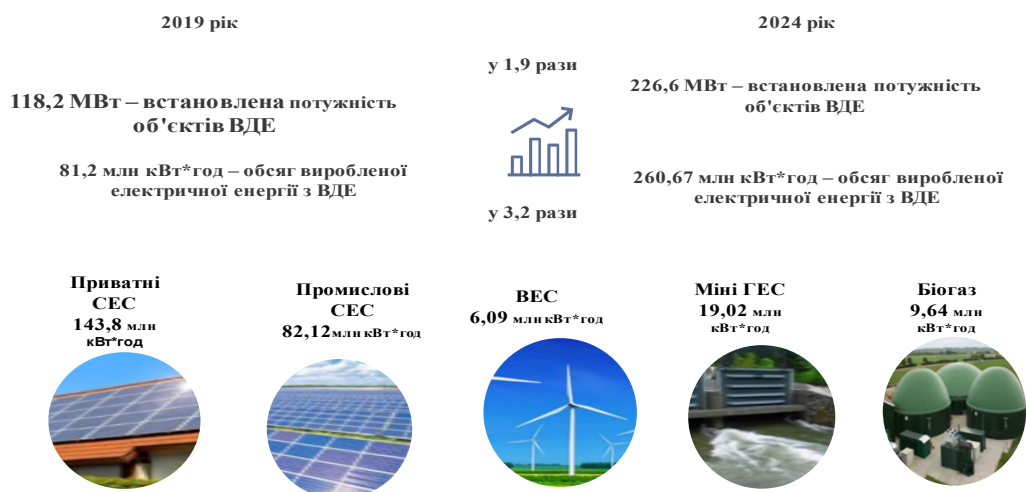 2019 рік
118,2 МВт – встановлена потужність
об'єктів ВДЕ
81,2 млн кВт*год – обсяг виробленої
електричної енергії з ВДЕ
у 1,9 рази
у 3,2 рази
2024 рік
226,6 МВт – встановлена потужність
об'єктів ВДЕ
260,67 млн кВт*год – обсяг виробленої
електричної енергії з ВДЕ
Приватні
СЕС
143,8 млн
кВт*год
Промислові
СЕС
82,12млн кВт*год
ВЕС
6,09 млн кВт*год
Міні ГЕС
19,02 млн
кВт*год
Біогаз
9,64 млн
кВт*год